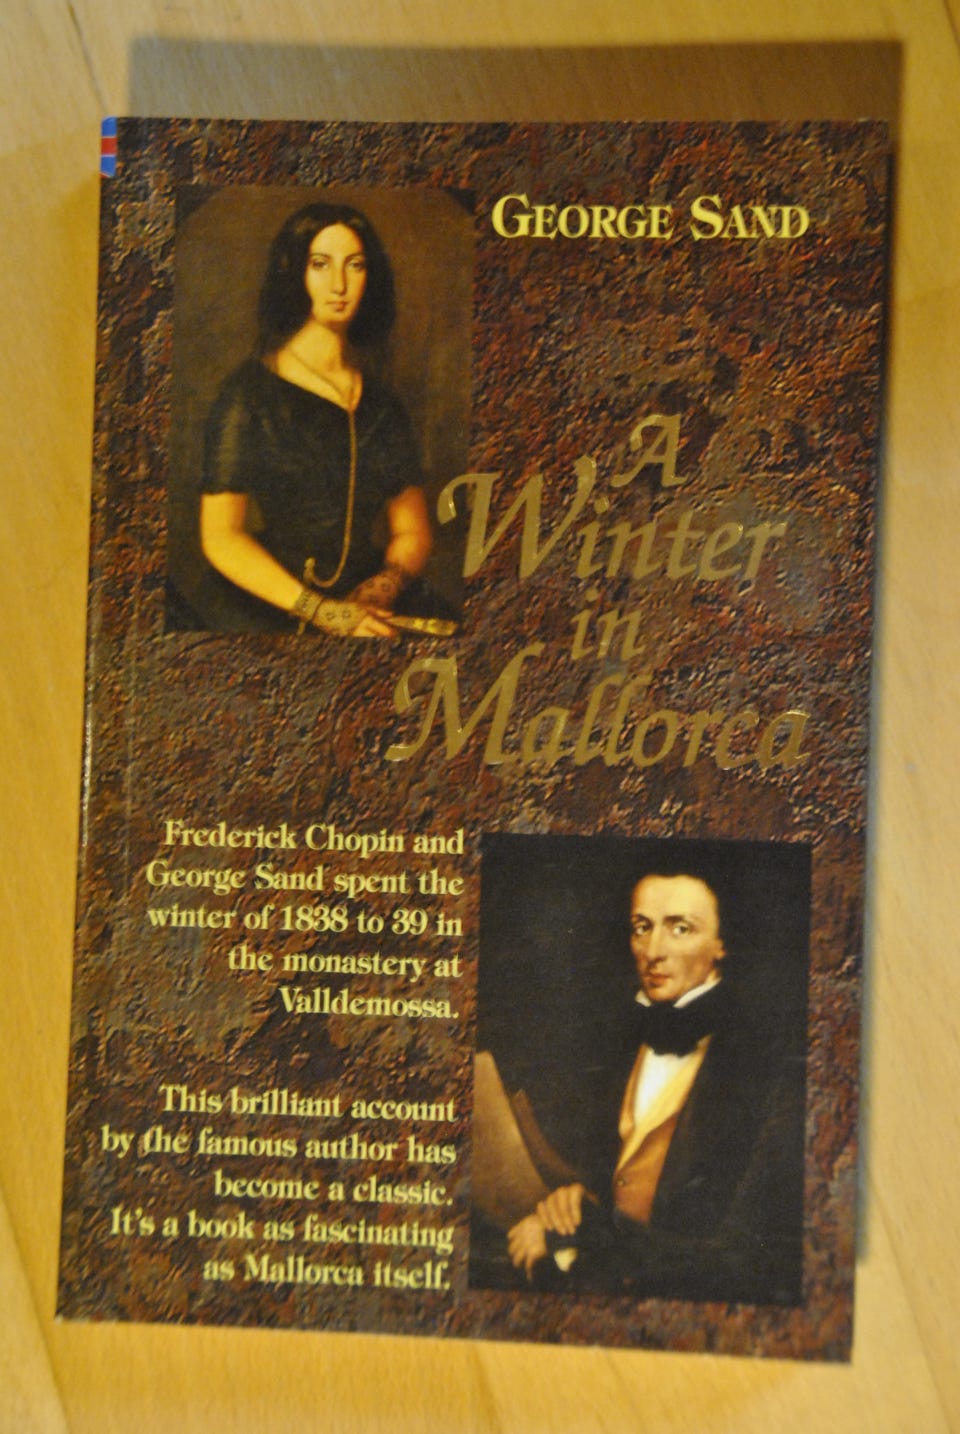 GEORGE SAND
A
Winter
in
Mallorca
Frederick Chopin and
George Sand spent the
winter of 1838 to 39 in
the monastery at
Valldemossa.
This brilliant account
by the famous author has
become a classic.
It's a book as fascinating
as Mallorca itself.